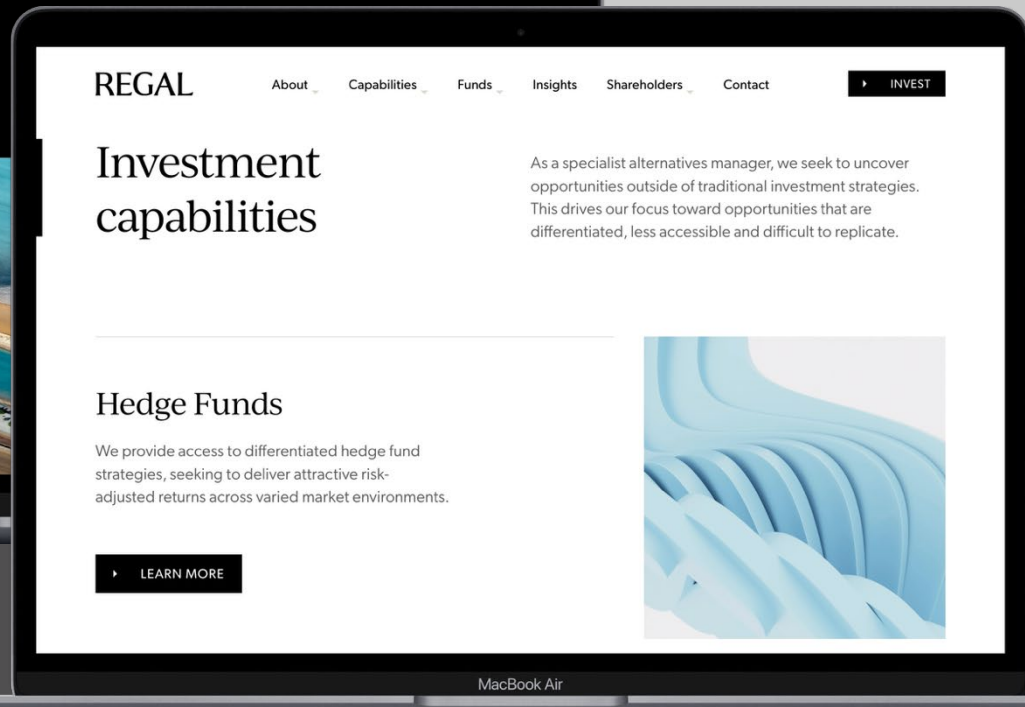 REGAL
About
Capabilities
Funds
Insights
Shareholders
Contact
INVEST
Investment
capabilities
As a specialist alternatives manager, we seek to uncover
opportunities outside of traditional investment strategies.
This drives our focus toward opportunities that are
differentiated, less accessible and difficult to replicate.
Hedge Funds
We provide access to differentiated hedge fund
strategies, seeking to deliver attractive risk-
adjusted returns across varied market environments.
LEARN MORE
MacBook Air